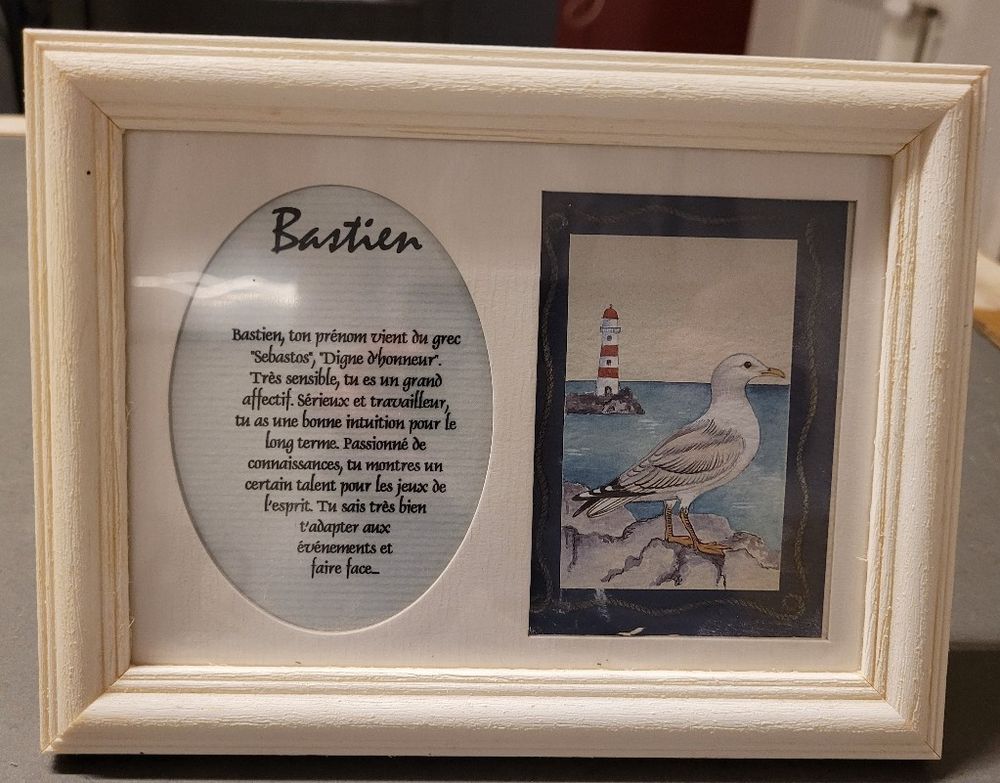 Bastien
Bastien, ton prénom vient du grec
"Sebastos", "Digne d'honneur".
Très sensible, tu es un grand
affectif. Sérieux et travailleur,
tu as une bonne intuition pour le
long terme. Passionné de
connaissances, tu montres un
certain talent pour les jeux de
l'esprit. Tu sais très bien
t'adapter aux
événements et
faire face...